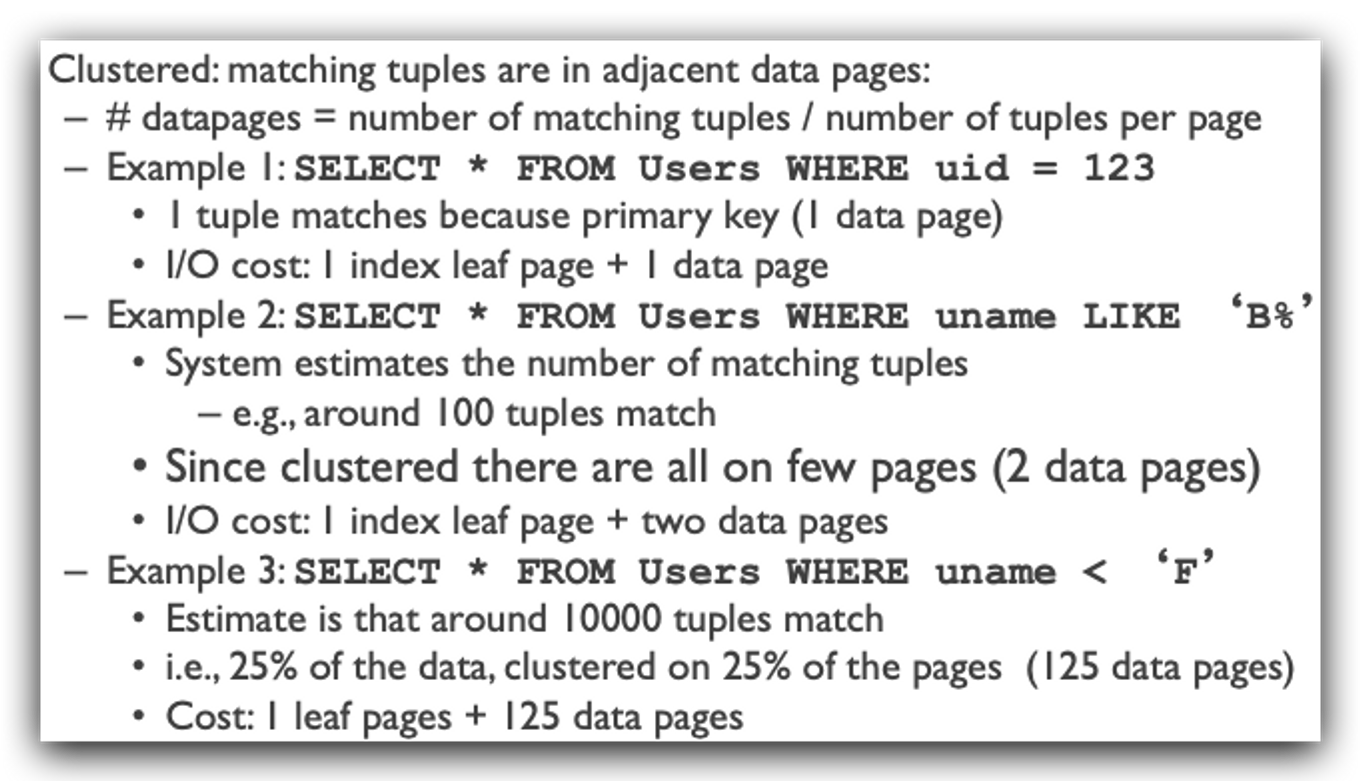 Clustered: matching tuples are in adjacent data pages:
– # datapages = number of matching tuples / number of tuples per page
– Example 1: SELECT * FROM Users WHERE uid = 123
• 1 tuple matches because primary key (1 data page)
• I/O cost: 1 index leaf page + 1 data page
– Example 2: SELECT * FROM Users WHERE uname LIKE ‘B%’
• System estimates the number of matching tuples
– e.g., around 100 tuples match
• Since clustered there are all on few pages (2 data pages)
• I/O cost: 1 index leaf page + two data pages
– Example 3: SELECT * FROM Users WHERE uname < ‘F’
• Estimate is that around 10000 tuples match
• i.e., 25% of the data, clustered on 25% of the pages (125 data pages)
• Cost: 1 leaf pages + 125 data pages